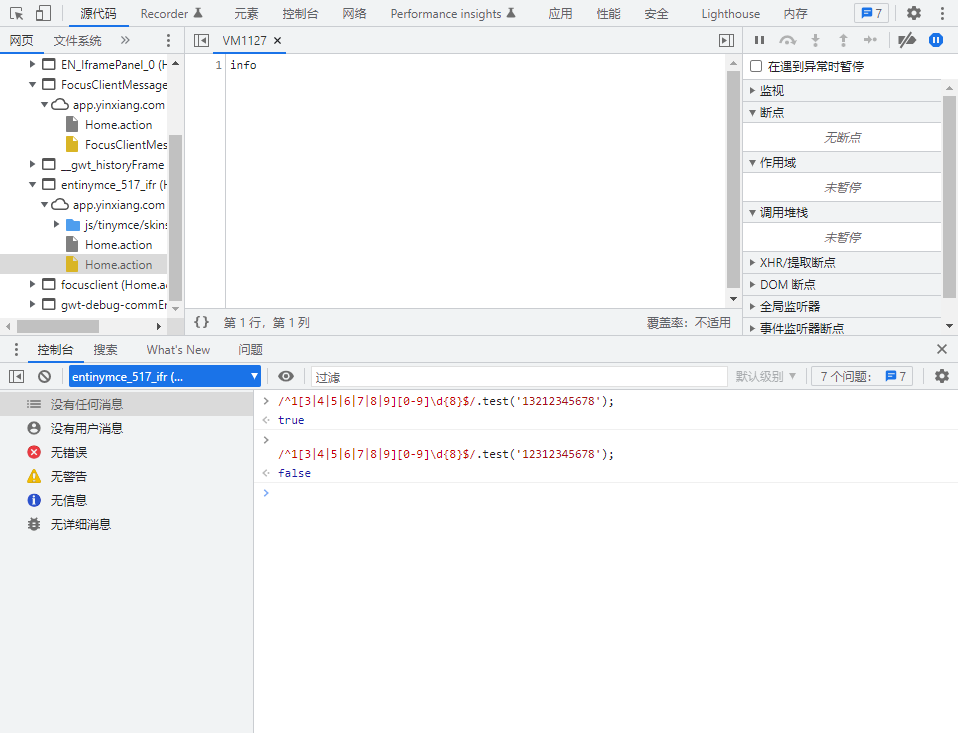 源代码 Recorder 元素 控制台 网络 Performance insights 应用 性能 安全 Lighthouse 内存 7
网页 文件系统 VM1127
EN_IframePanel_0 (H
FocusClientMessage
app.yinxiang.com
Home.action
FocusClientMes
__gwt_historyFrame
entinymce_517_ifr (H
app.yinxiang.com
js/tinymce/skins
Home.action
Home.action
focusclient (Home.a
gwt-debug-commEr
1 info
{} 第 1 行，第 1 列 覆盖率：不适用
在遇到异常时暂停
监视
断点
无断点
作用域
未暂停
调用堆栈
未暂停
XHR/提取断点
DOM 断点
全局监听器
事件监听器断点
控制台 搜索 What's New 问题
entinymce_517_ifr (... 过滤 默认级别 7 个问题： 7
没有任何消息
没有用户消息
无错误
无警告
无信息
无详细消息
/^1[3|4|5|6|7|8|9][0-9]\d{8}$/.test('13212345678');
true
/^1[3|4|5|6|7|8|9][0-9]\d{8}$/.test('12312345678');
false